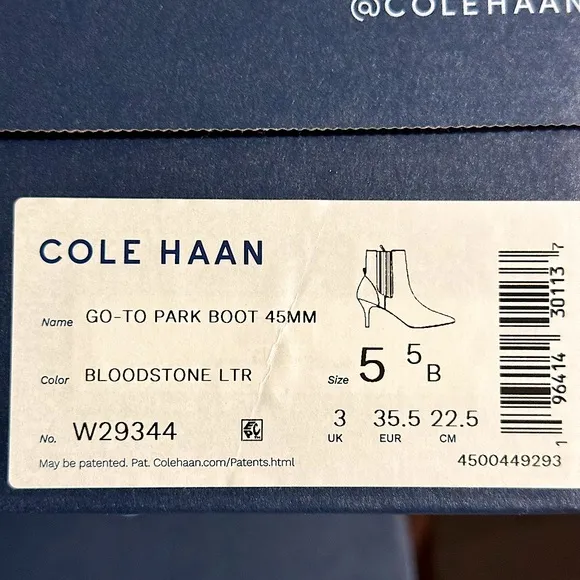 @COLEHAAN
COLE HAAN
Name GO-TO PARK BOOT 45MM
Color BLOODSTONE LTR
Size 5 5 B
No. W29344
3 35.5 22.5
UK EUR CM
May be patented. Pat. Colehaan.com/Patents.html
4500449293
1 96414 30113 7